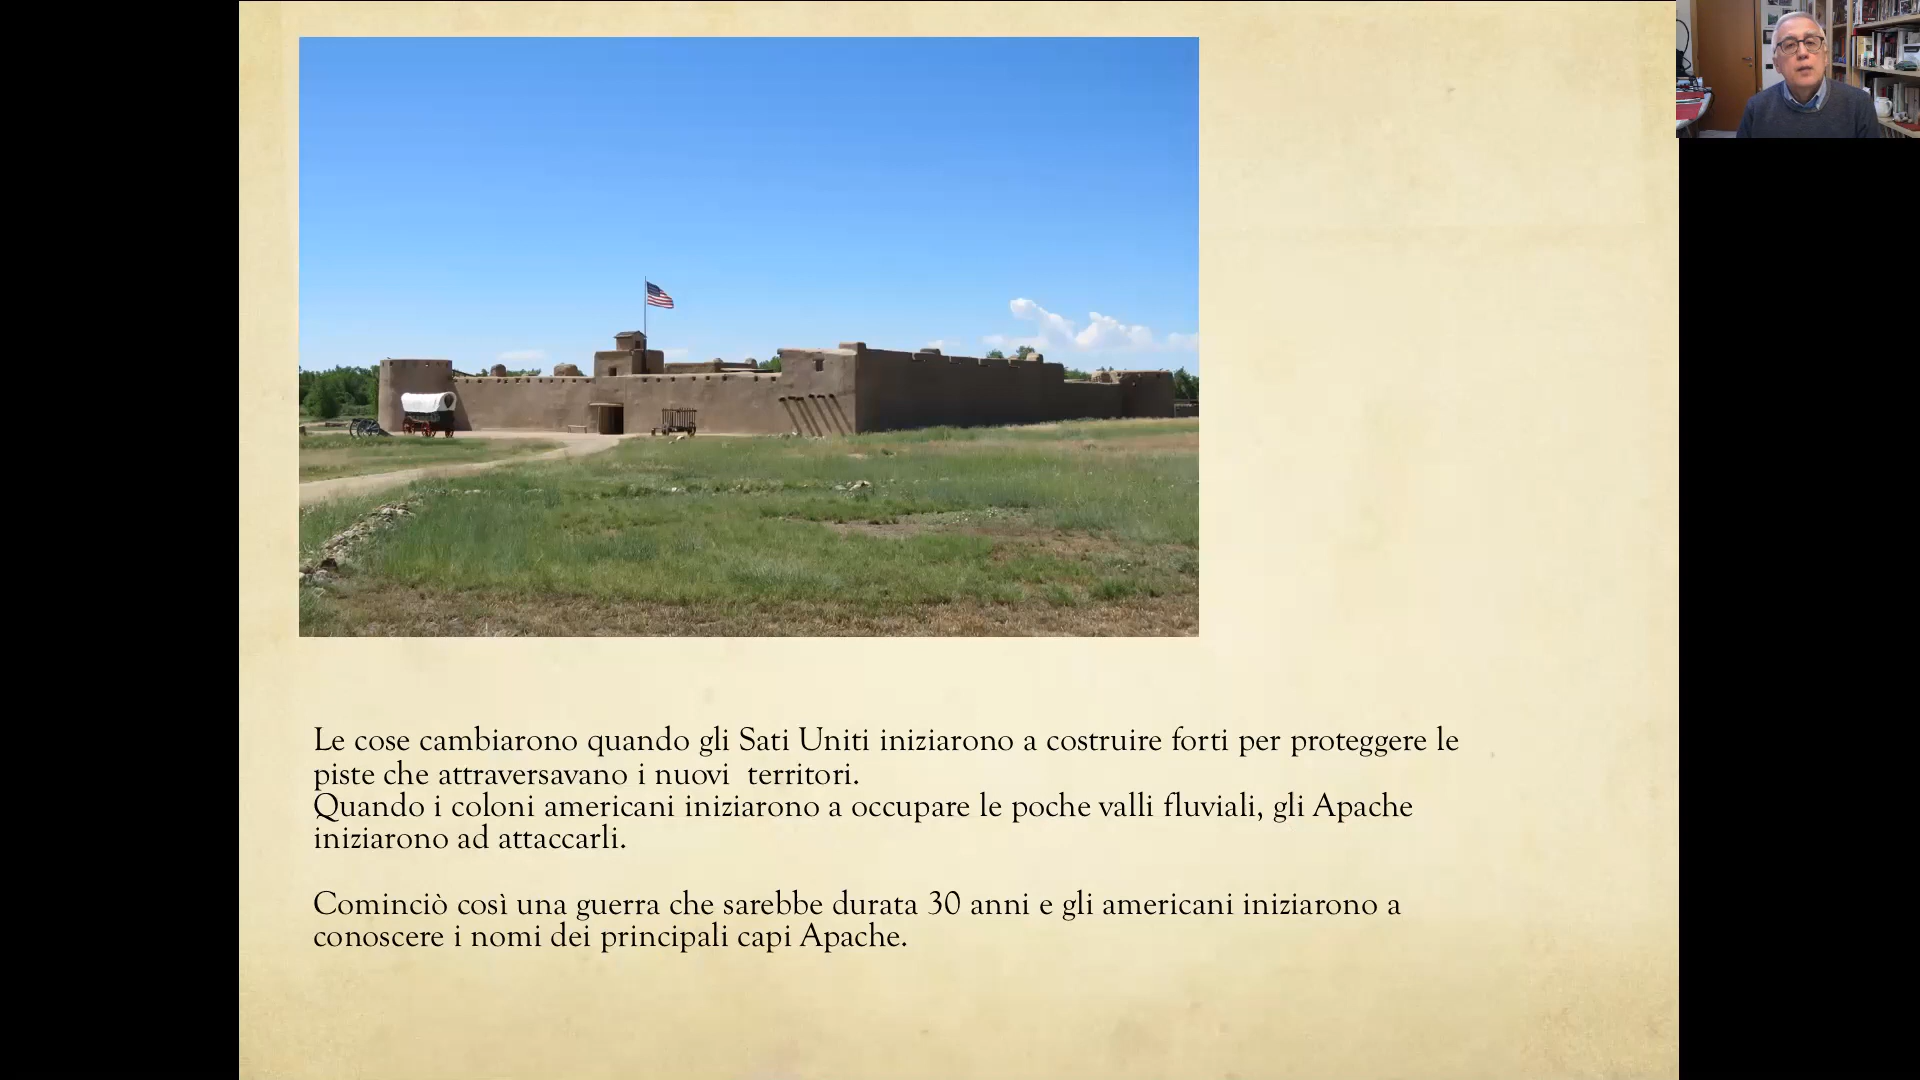 Le cose cambiarono quando gli Sati Uniti iniziarono a costruire forti per proteggere le
piste che attraversavano i nuovi  territori.
Quando i coloni americani iniziarono a occupare le poche valli fluviali, gli Apache
iniziarono ad attaccarli.
Cominciò così una guerra che sarebbe durata 30 anni e gli americani iniziarono a
conoscere i nomi dei principali capi Apache.